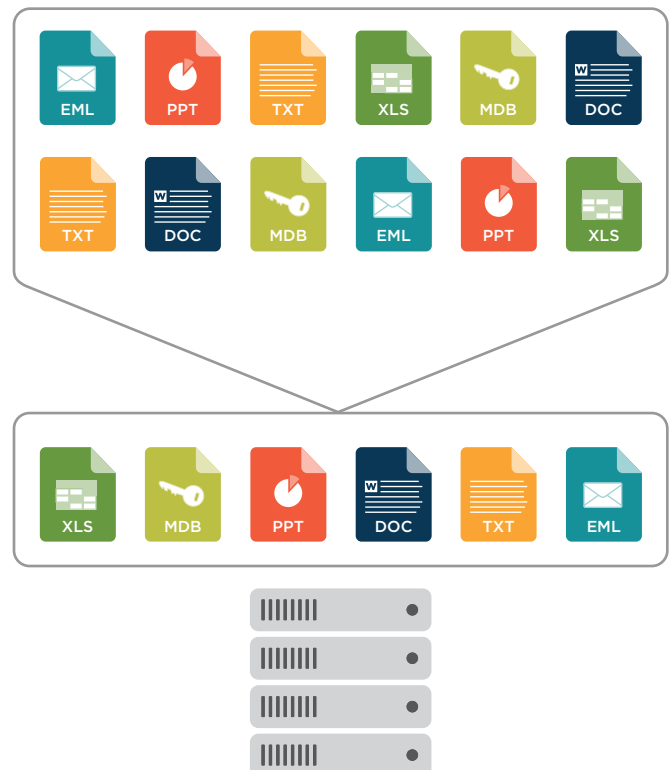 EML PPT TXT XLS MDB W DOC
TXT W DOC MDB EML PPT XLS
XLS MDB PPT W DOC TXT EML